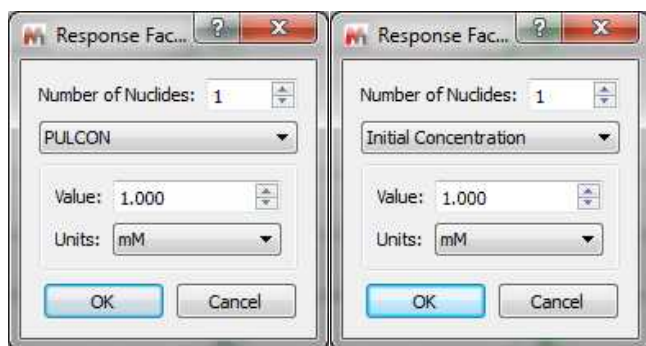 Response Fac...
Number of Nuclides: 1
PULCON
Value: 1.000
Units: mM
OK Cancel
Response Fac...
Number of Nuclides: 1
Initial Concentration
Value: 1.000
Units: mM
OK Cancel